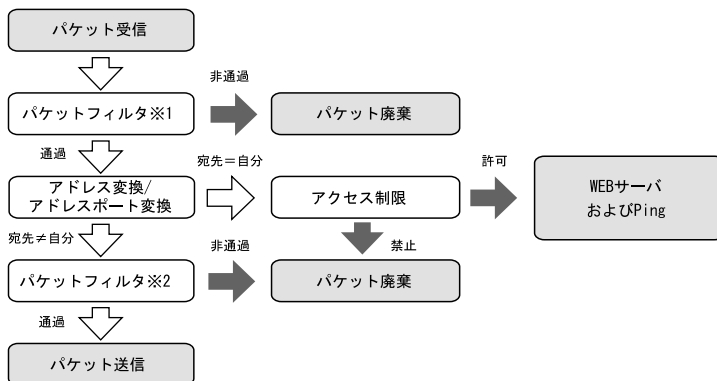 パケット受信
非通過
パケットフィルタ※1
パケット廃棄
通過
宛先＝自分
許可
アドレス変換/
アドレスポート変換
アクセス制限
WEBサーバ
およびPing
宛先≠自分
非通過
禁止
パケットフィルタ※2
パケット廃棄
通過
パケット送信